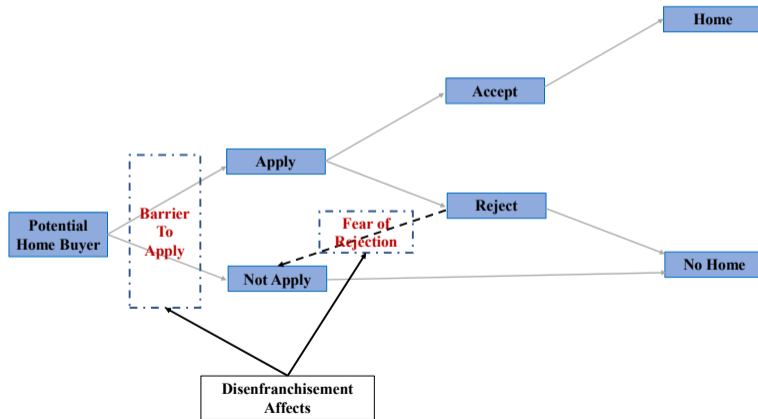 Home
Accept
Apply
Barrier
To
Apply
Potential
Home Buyer
Fear of
Rejection
Reject
Not Apply
No Home
Disenfranchisement
Affects